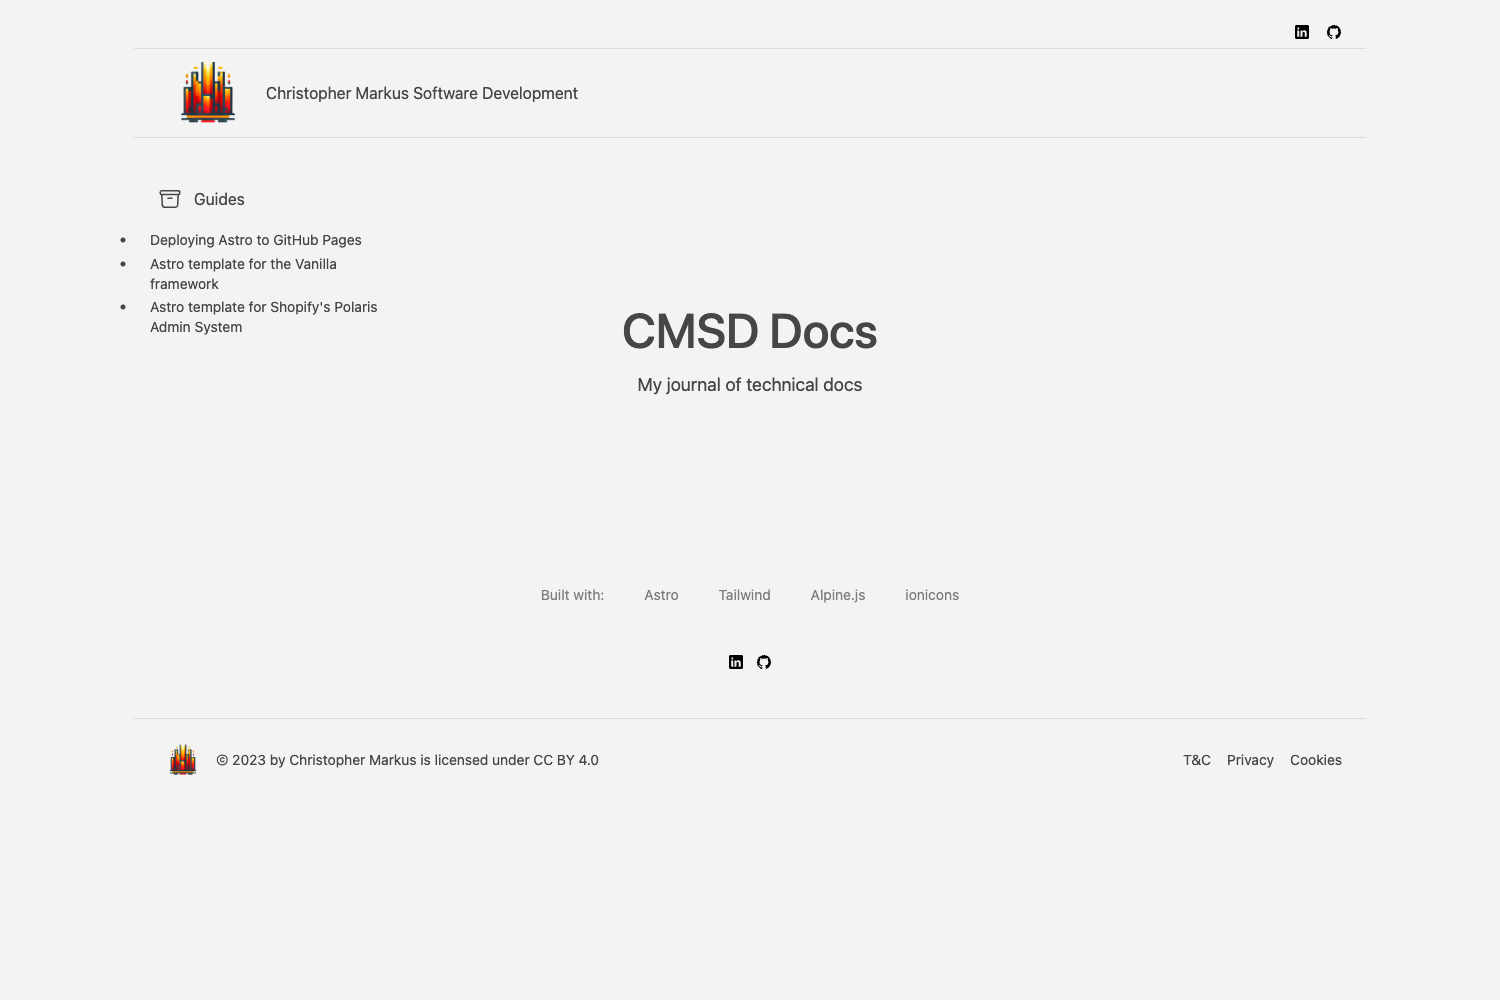 Christopher Markus Software Development
Guides
Deploying Astro to GitHub Pages
Astro template for the Vanilla
framework
Astro template for Shopify's Polaris
Admin System
CMSD Docs
My journal of technical docs
Built with: Astro Tailwind Alpine.js ionicons
© 2023 by Christopher Markus is licensed under CC BY 4.0
T&C Privacy Cookies